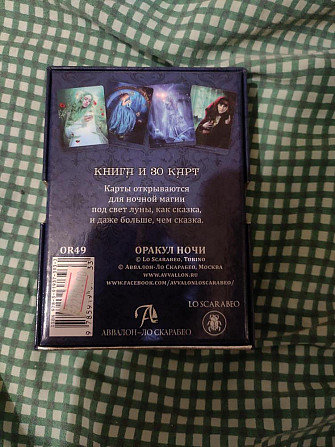 КНИГА И 30 КАРТ
Карты открываются
для ночной магии
под свет луны, как сказка,
и даже больше, чем сказка.
OR49
ОРАКУЛ НОЧИ
© Lo Scarabeo, Torino
© Аввалон-Ло Скарабео, Москва
www.avvallon.ru
www.facebook.com/avvalonloscarabeo/
АВВАЛОН–ЛО СКАРАБЕО
LO SCARABEO